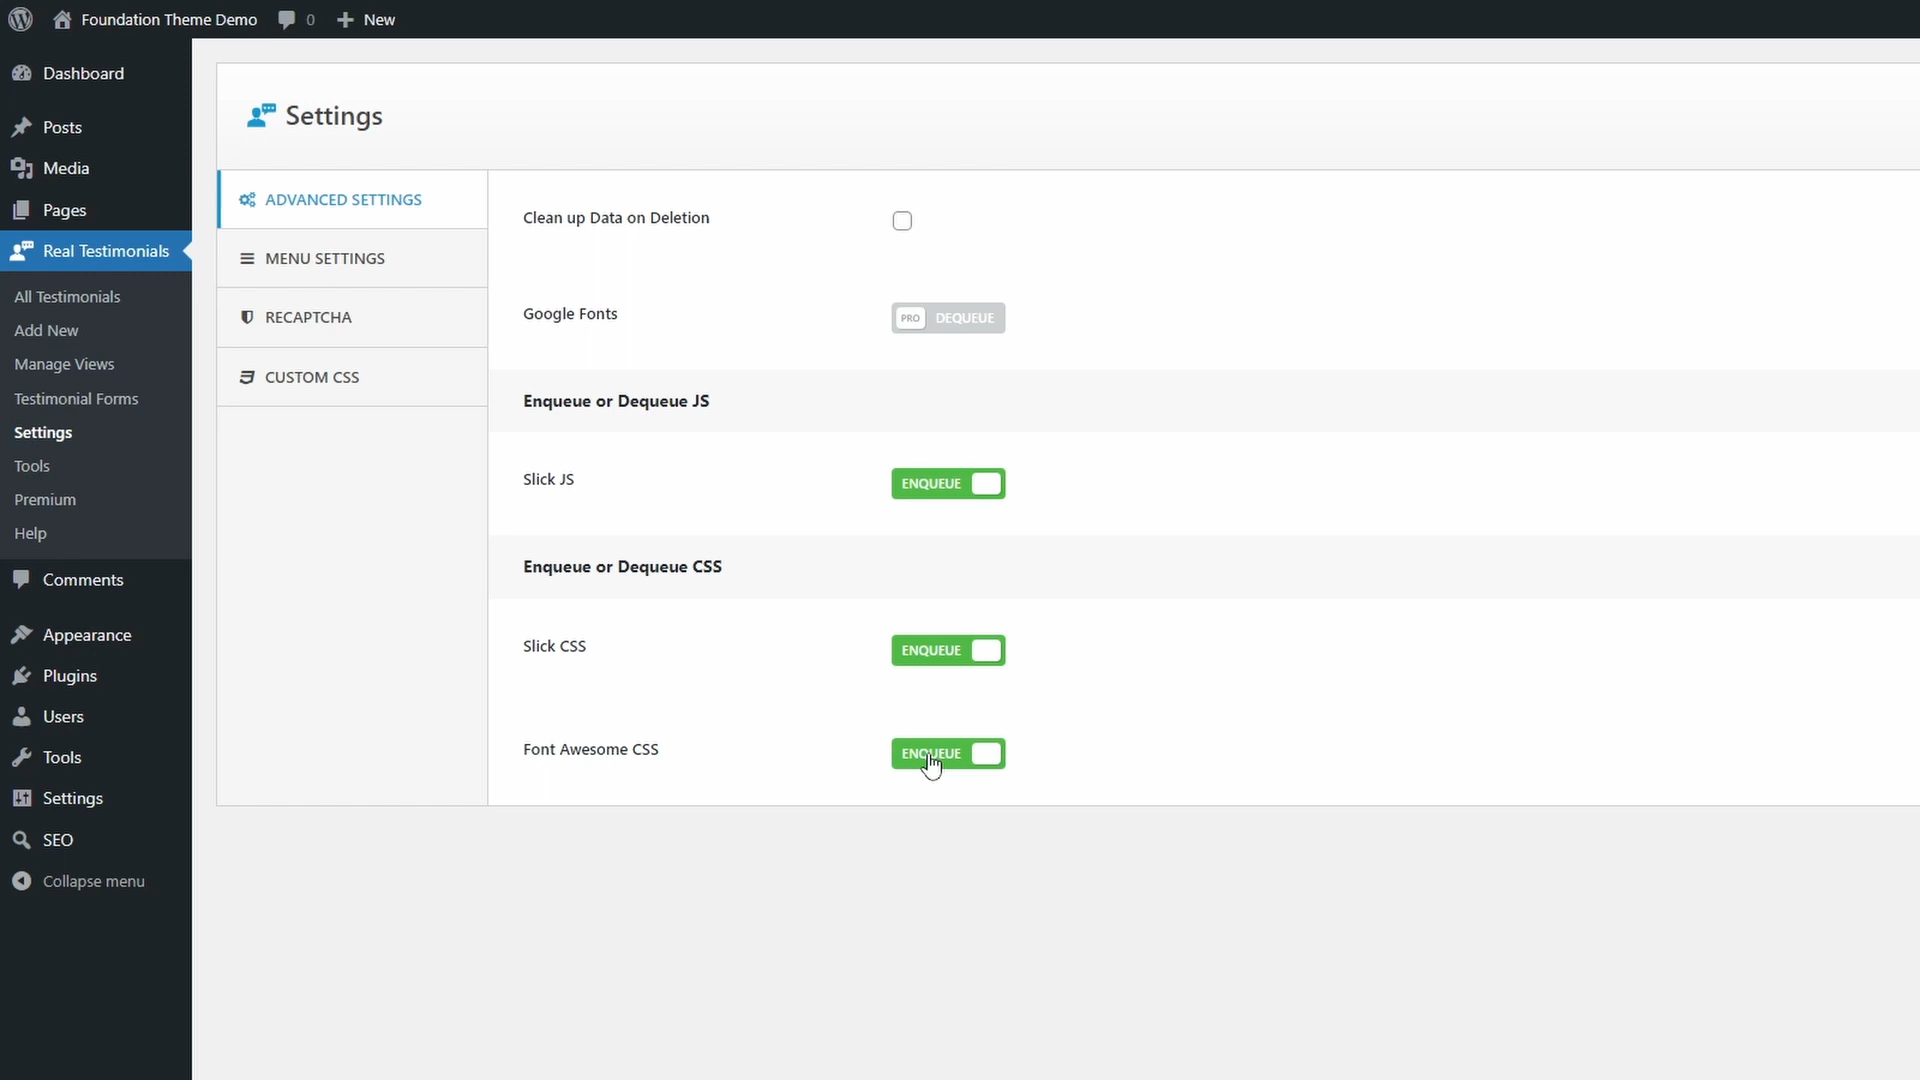 Foundation Theme Demo 0 New
Dashboard
Posts
Media
Pages
Real Testimonials
All Testimonials
Add New
Manage Views
Testimonial Forms
Settings
Tools
Premium
Help
Comments
Appearance
Plugins
Users
Tools
Settings
SEO
Collapse menu
Settings
ADVANCED SETTINGS
MENU SETTINGS
RECAPTCHA
CUSTOM CSS
Clean up Data on Deletion
Google Fonts PRO DEQUEUE
Enqueue or Dequeue JS
Slick JS ENQUEUE
Enqueue or Dequeue CSS
Slick CSS ENQUEUE
Font Awesome CSS ENQUEUE